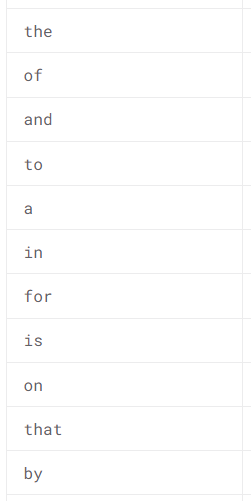 the
of
and
to
a
in
for
is
on
that
by